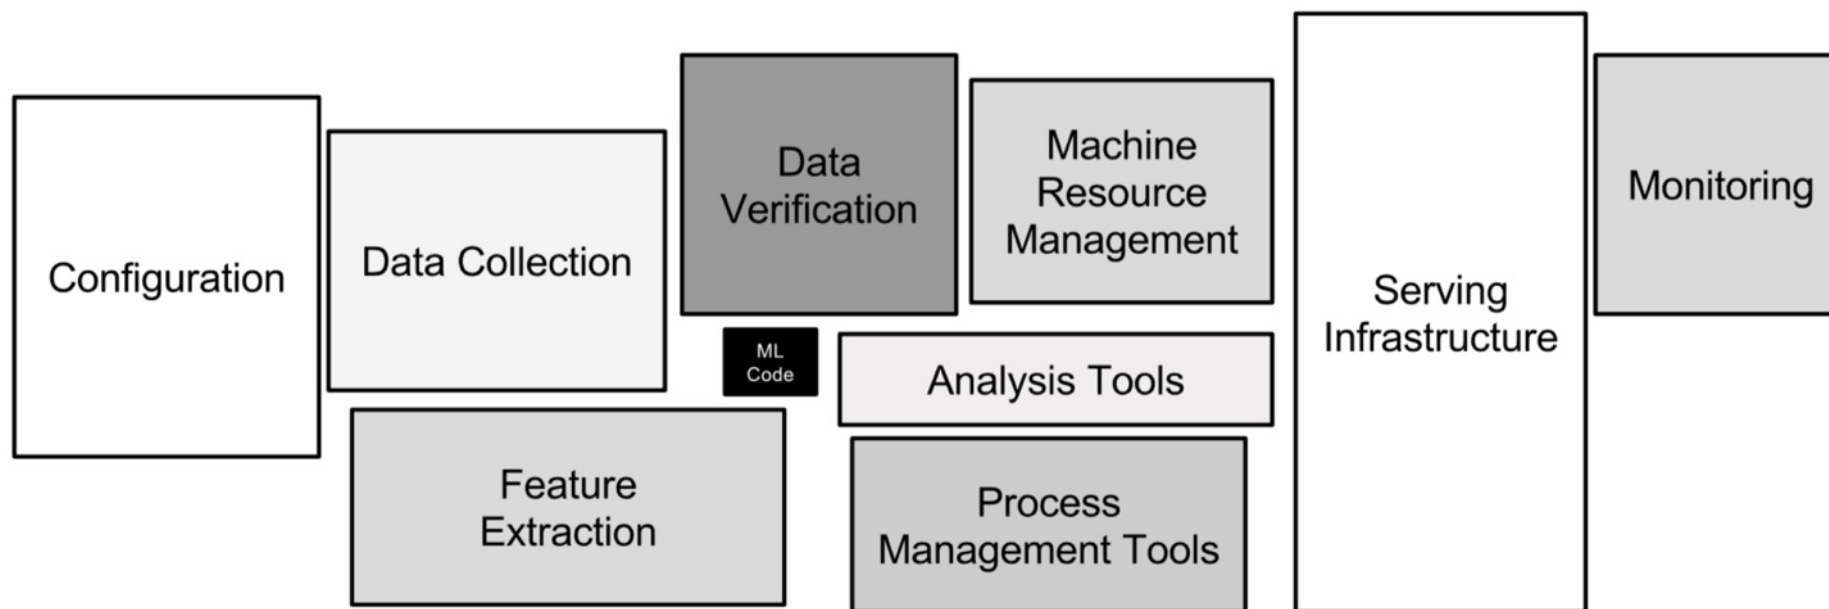 Configuration
Data Collection
Data
Verification
Machine
Resource
Management
Monitoring
Serving
Infrastructure
ML
Code
Analysis Tools
Feature
Extraction
Process
Management Tools